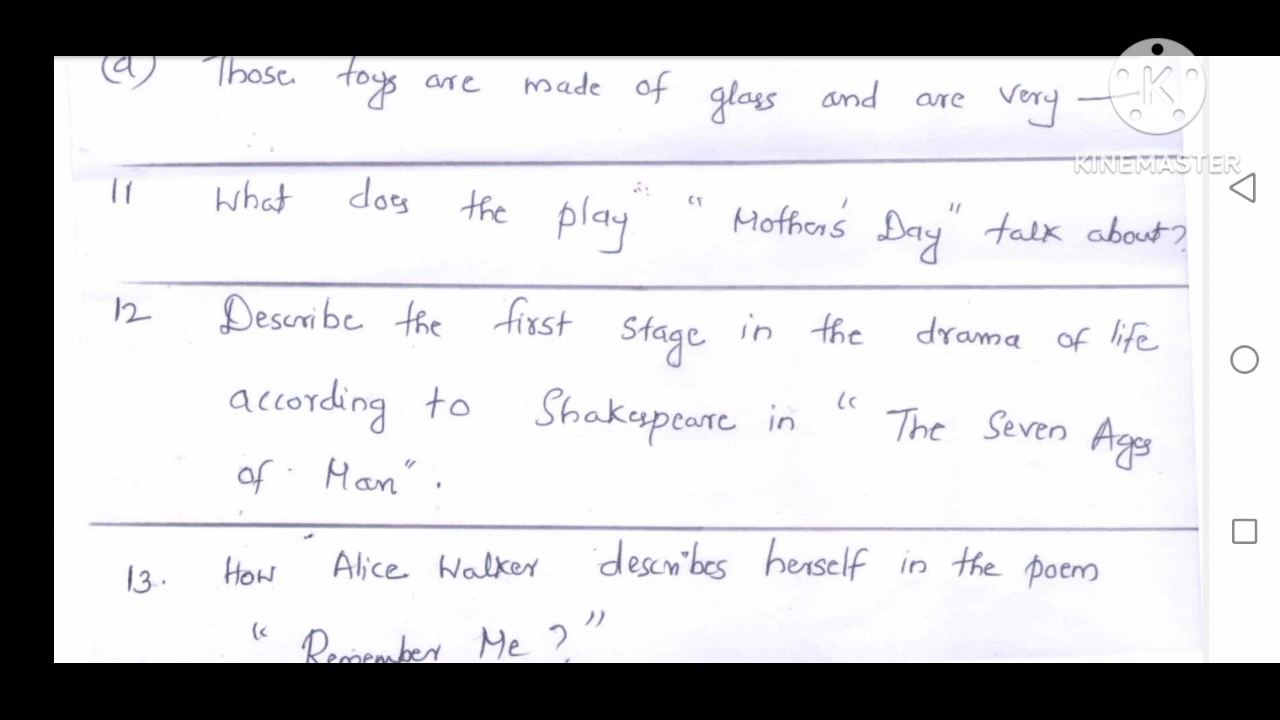 (d) Those toys are made of glass and are very —
KINEMASTER
11 What does the play " Mother's Day " talk about?
12 Describe the first stage in the drama of life
according to Shakespeare in " The Seven Ages
of Man".
13. How Alice Walker describes herself in the poem
" Remember Me ? "